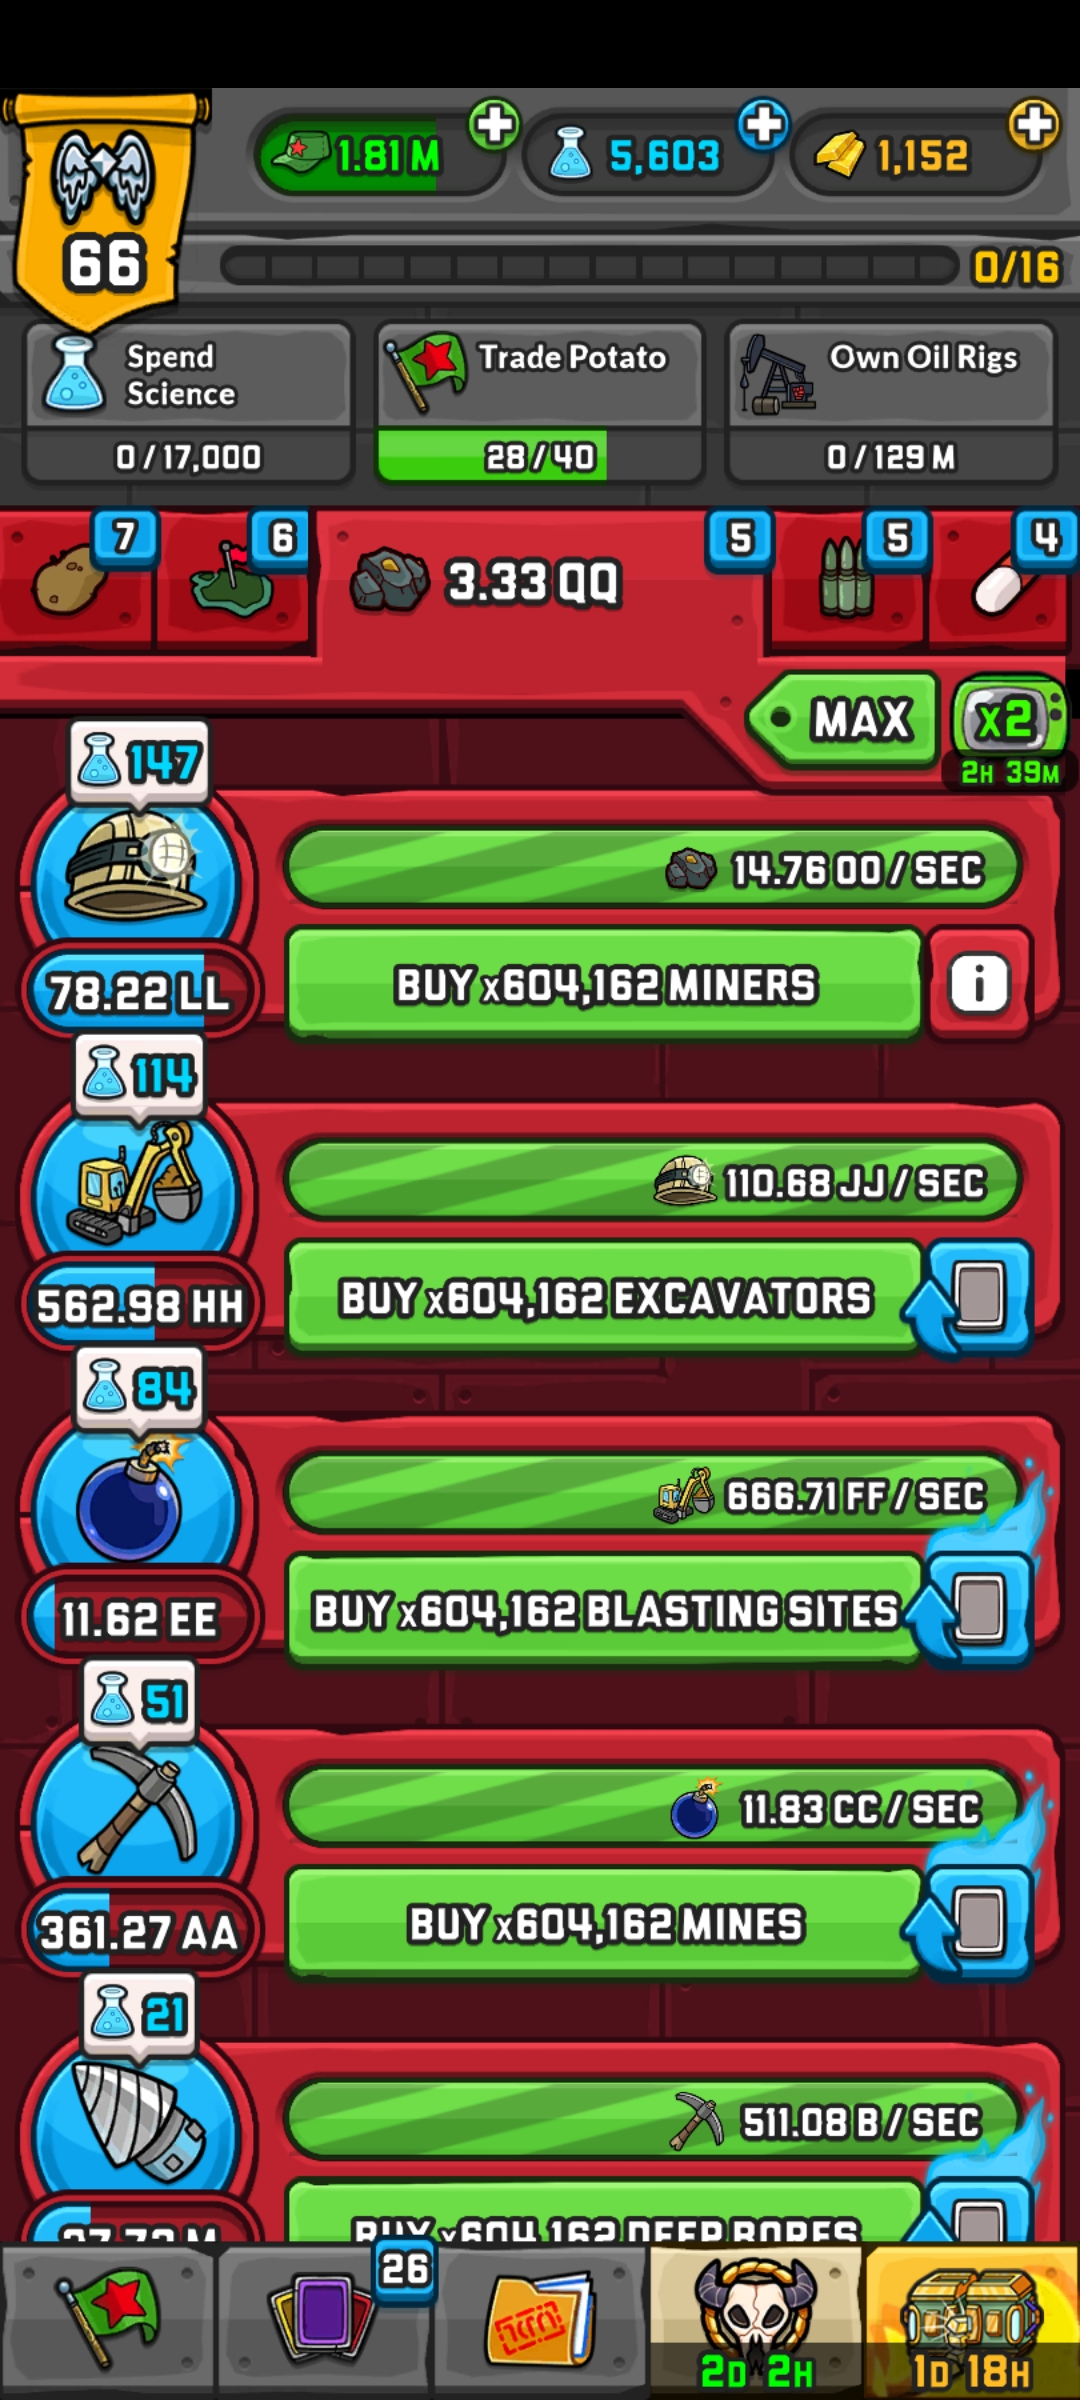 66
1.81 M
5,603
1,152
0/16
Spend
Science
0 / 17,000
Trade Potato
28 / 40
Own Oil Rigs
0 / 129 M
7
6
3.33 QQ
5
5
4
MAX
x2
2H 39M
147
14.76 OO / SEC
78.22 LL
BUY x604,162 MINERS
i
114
110.68 JJ / SEC
562.98 HH
BUY x604,162 EXCAVATORS
84
666.71 FF / SEC
11.62 EE
BUY x604,162 BLASTING SITES
51
11.83 CC / SEC
361.27 AA
BUY x604,162 MINES
21
511.08 B / SEC
BUY x604,162 DEEP BORES
26
2D 2H
1D 18H